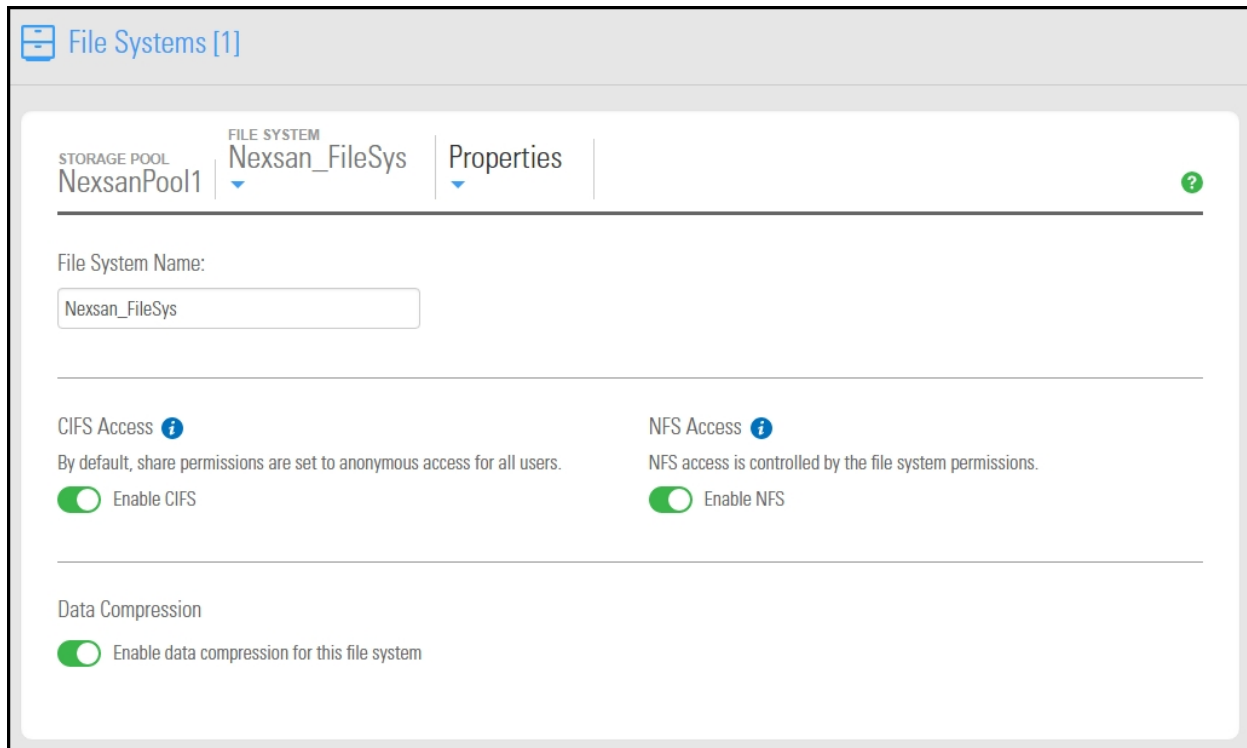 File Systems [1]
STORAGE POOL
NexsanPool1
FILE SYSTEM
Nexsan_FileSys
Properties
?
File System Name:
Nexsan_FileSys
CIFS Access i
By default, share permissions are set to anonymous access for all users.
Enable CIFS
NFS Access i
NFS access is controlled by the file system permissions.
Enable NFS
Data Compression
Enable data compression for this file system